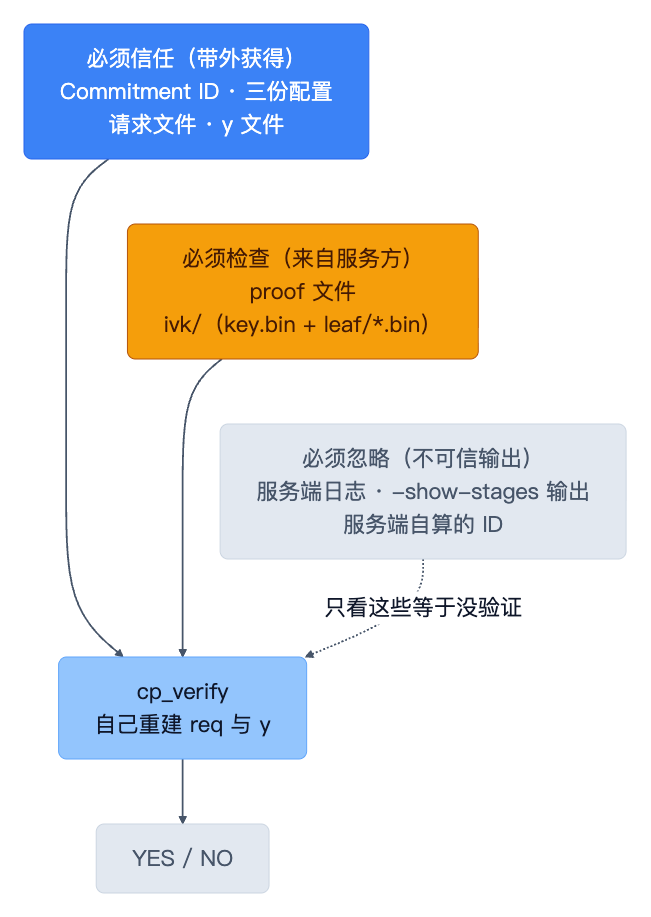 必须信任（带外获得）
Commitment ID · 三份配置
请求文件 · y 文件
必须检查（来自服务方）
proof 文件
ivk/（key.bin + leaf/*.bin）
必须忽略（不可信输出）
服务端日志 · -show-stages 输出
服务端自算的 ID
只看这些等于没验证
cp_verify
自己重建 req 与 y
YES / NO